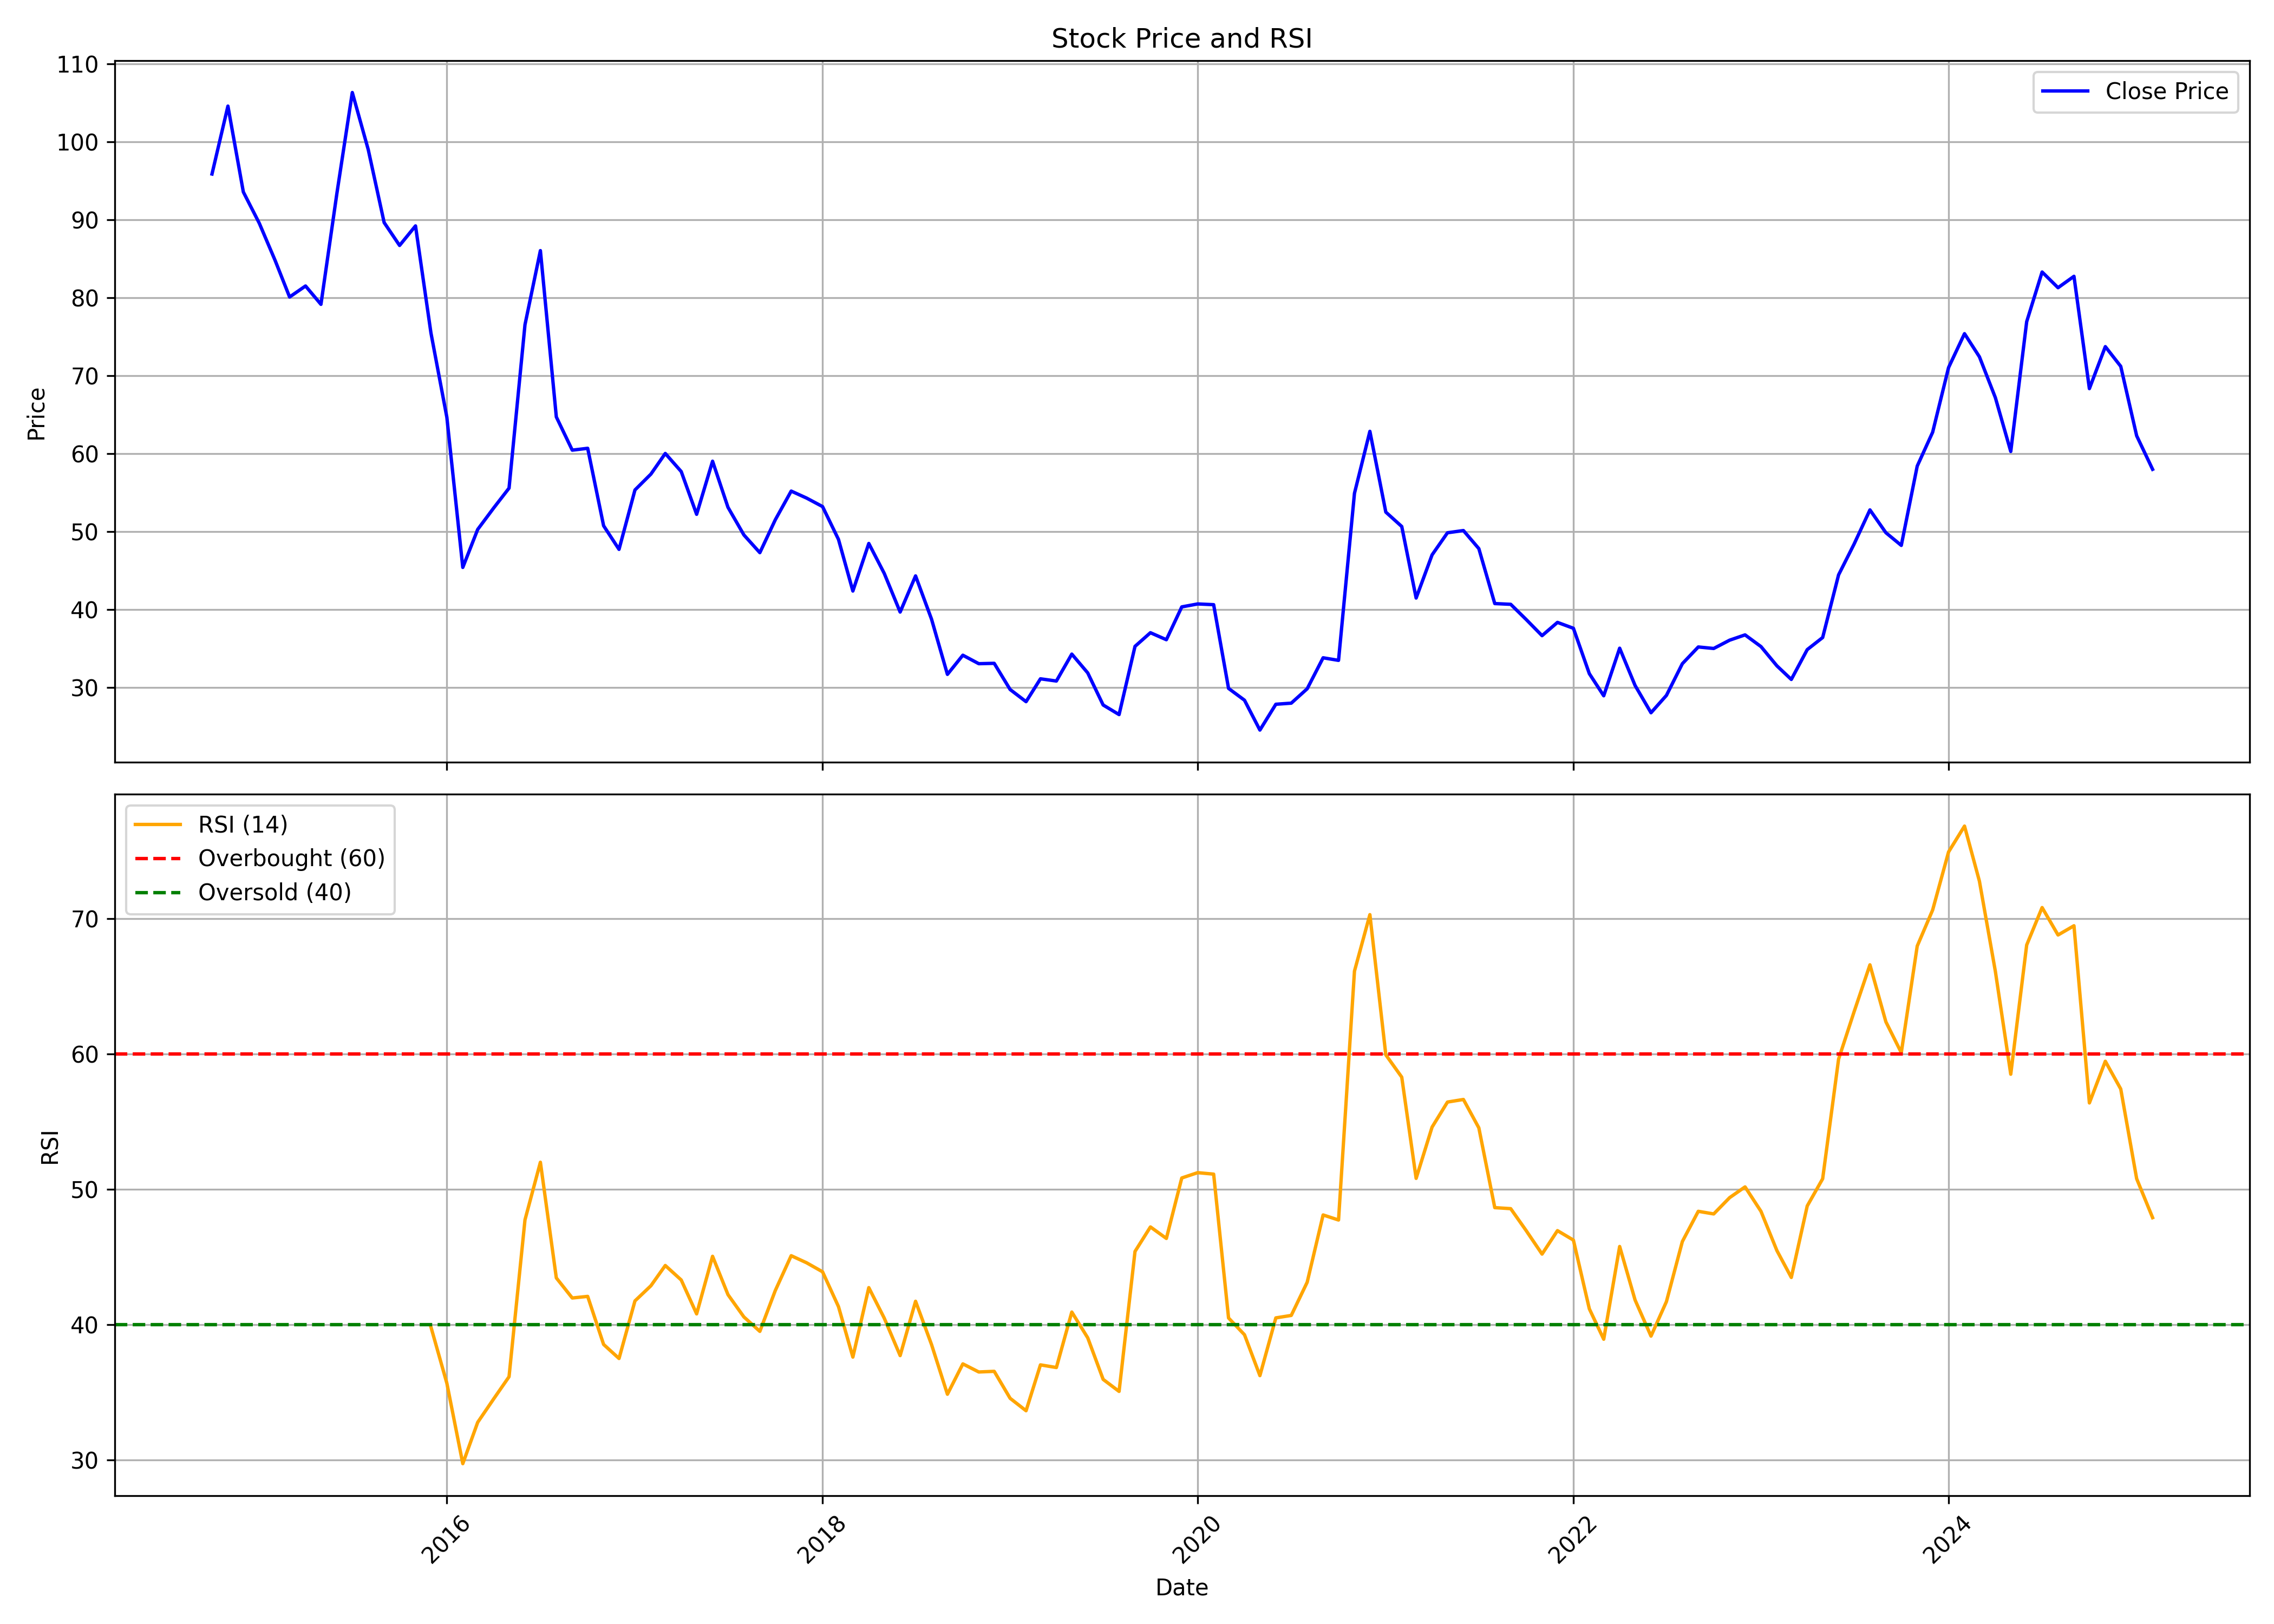 Stock Price and RSI
110
100
90
80
70
60
50
40
30
Price
Close Price
RSI (14)
Overbought (60)
Oversold (40)
70
60
50
40
30
RSI
2016
2018
2020
2022
2024
Date